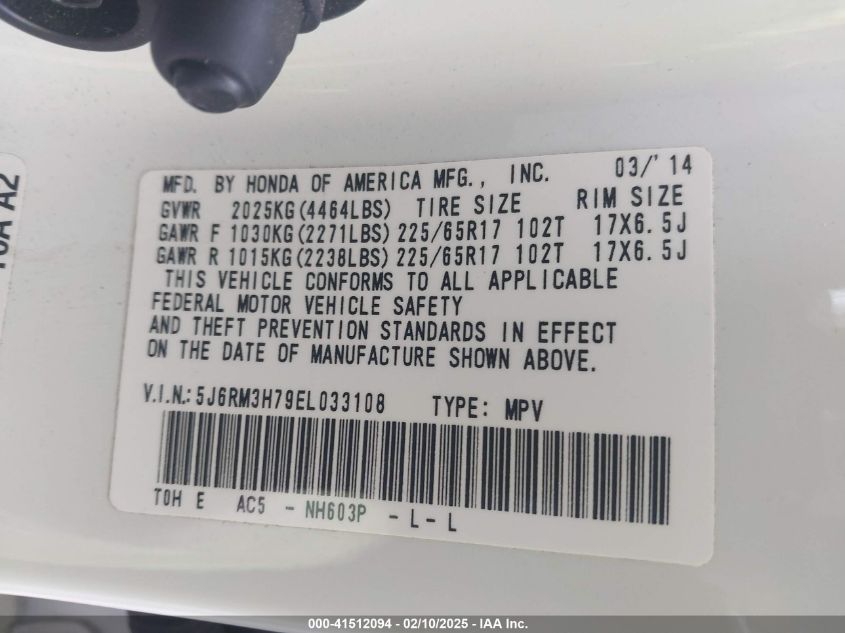 MFD. BY HONDA OF AMERICA MFG., INC. 03/'14
GVWR 2025KG(4464LBS) TIRE SIZE RIM SIZE
GAWR F 1030KG(2271LBS) 225/65R17 102T 17X6.5J
GAWR R 1015KG(2238LBS) 225/65R17 102T 17X6.5J
THIS VEHICLE CONFORMS TO ALL APPLICABLE
FEDERAL MOTOR VEHICLE SAFETY
AND THEFT PREVENTION STANDARDS IN EFFECT
ON THE DATE OF MANUFACTURE SHOWN ABOVE.
V.I.N.: 5J6RM3H79EL033108 TYPE: MPV
T0H E AC5 - NH603P - L - L
A2
000-41512094 — 02/10/2025 — IAA Inc.